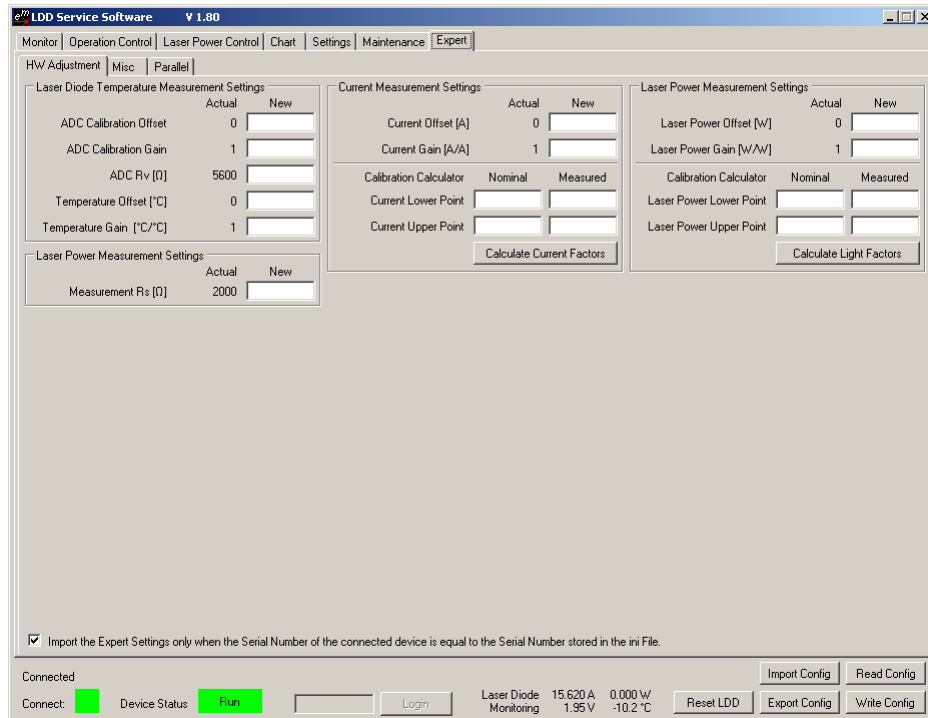 LDD Service Software V 1.80
Monitor Operation Control Laser Power Control Chart Settings Maintenance Expert
HW Adjustment Misc Parallel
Laser Diode Temperature Measurement Settings
Actual New
ADC Calibration Offset 0
ADC Calibration Gain 1
ADC Rv [Ω] 5600
Temperature Offset [°C] 0
Temperature Gain [°C/°C] 1
Laser Power Measurement Settings
Actual New
Measurement Rs [Ω] 2000
Current Measurement Settings
Actual New
Current Offset [A] 0
Current Gain [A/A] 1
Calibration Calculator Nominal Measured
Current Lower Point
Current Upper Point
Calculate Current Factors
Laser Power Measurement Settings
Actual New
Laser Power Offset [W] 0
Laser Power Gain [W/W] 1
Calibration Calculator Nominal Measured
Laser Power Lower Point
Laser Power Upper Point
Calculate Light Factors
Import the Expert Settings only when the Serial Number of the connected device is equal to the Serial Number stored in the ini File.
Connected
Connect: Device Status Run Login
Laser Diode 15.620 A 0.000 W
Monitoring 1.95 V -10.2 °C
Import Config Read Config
Reset LDD Export Config Write Config